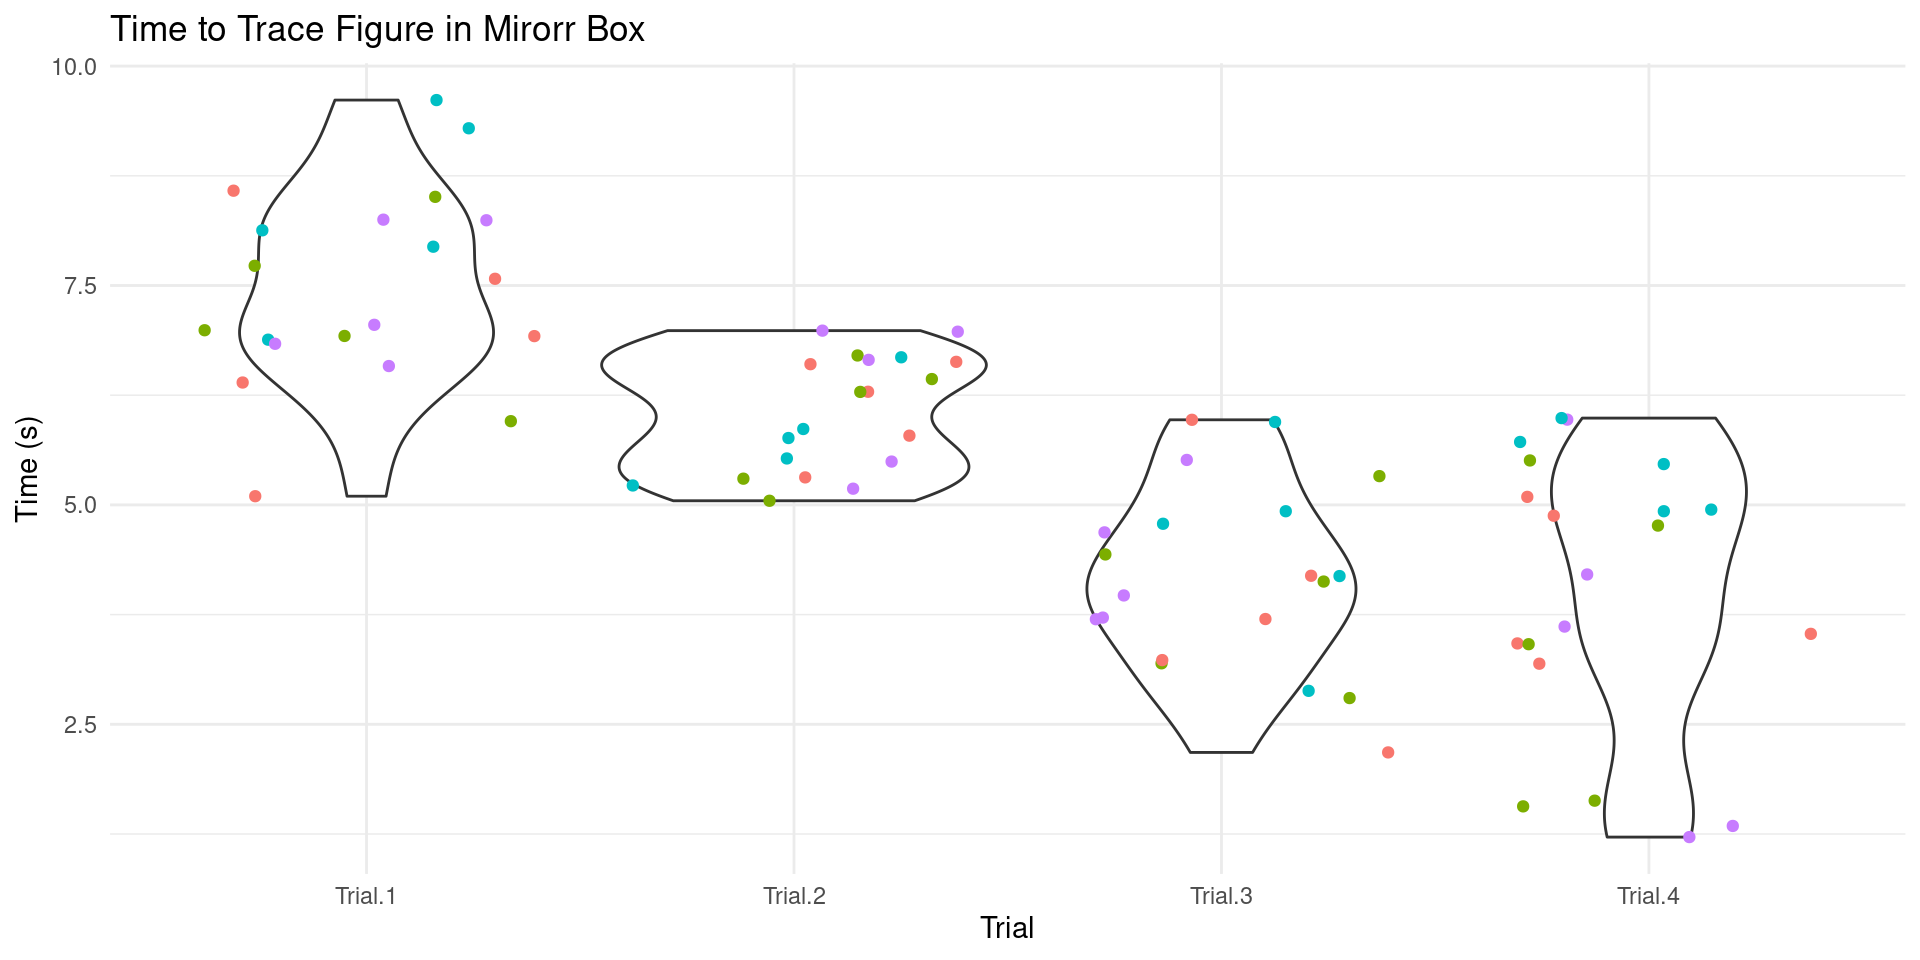 Time to Trace Figure in Mirorr Box
10.0
7.5
5.0
2.5
Time (s)
Trial.1 Trial.2 Trial.3 Trial.4
Trial